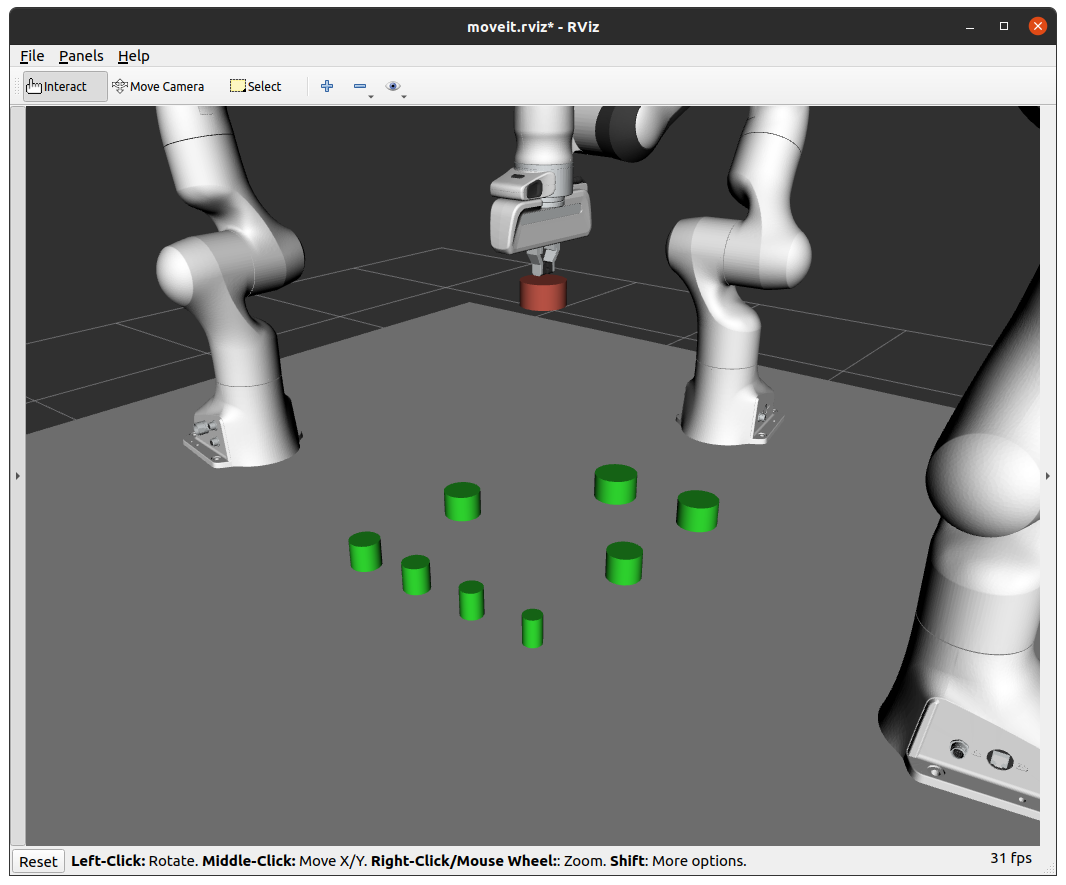 moveit.rviz* - RViz
File Panels Help
Interact Move Camera Select
Reset Left-Click: Rotate. Middle-Click: Move X/Y. Right-Click/Mouse Wheel:: Zoom. Shift: More options. 31 fps